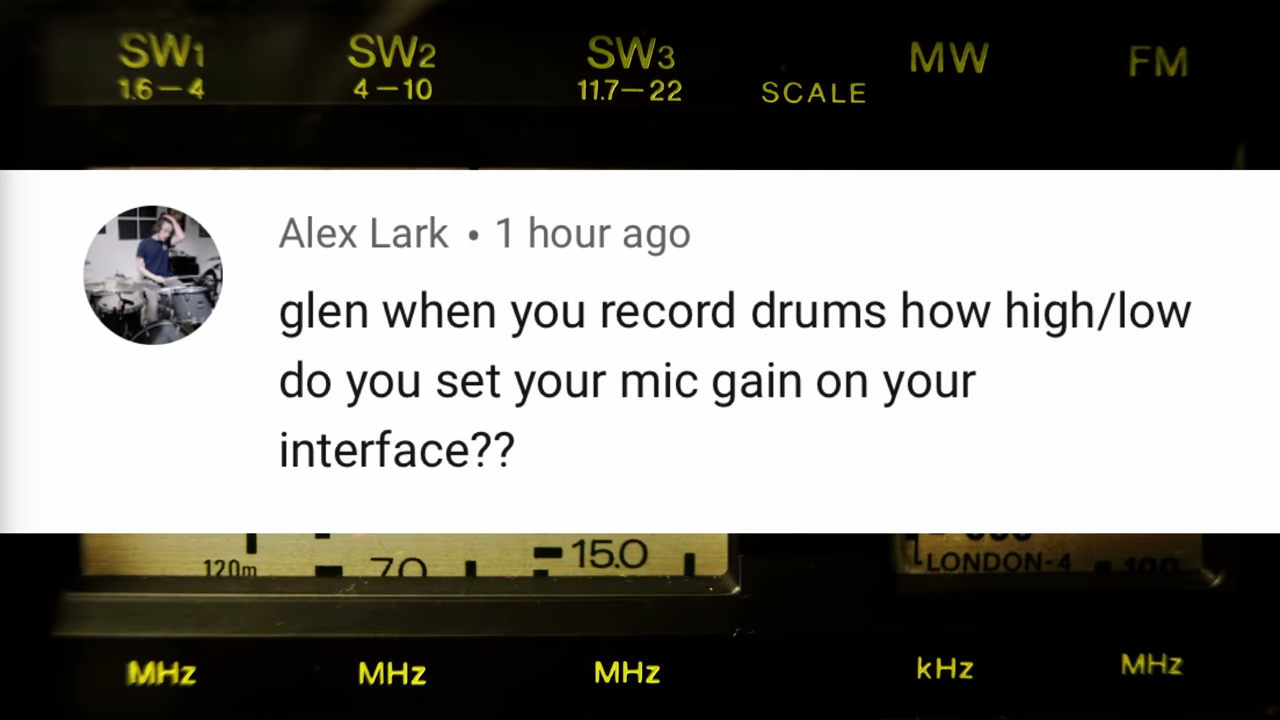 SW1 SW2 SW3 MW FM
1.6—4 4—10 11.7—22 SCALE
Alex Lark • 1 hour ago
glen when you record drums how high/low
do you set your mic gain on your
interface??
120m 70 15.0 LONDON-4 100
MHz MHz MHz kHz MHz